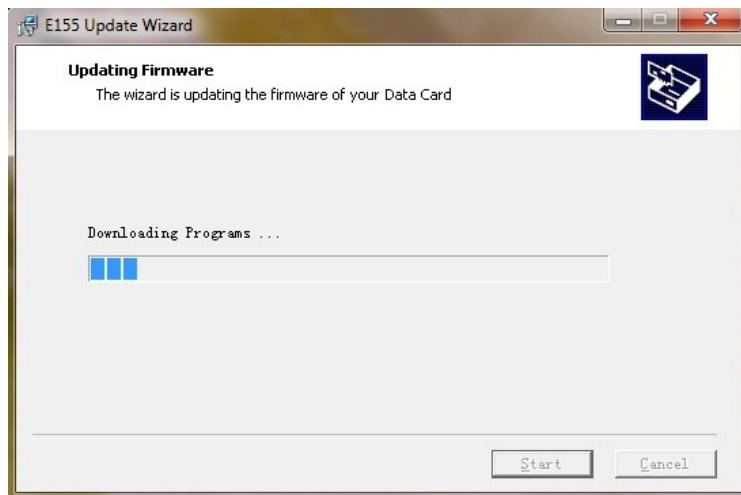 E155 Update Wizard
Updating Firmware
The wizard is updating the firmware of your Data Card
Downloading Programs ...
Start
Cancel